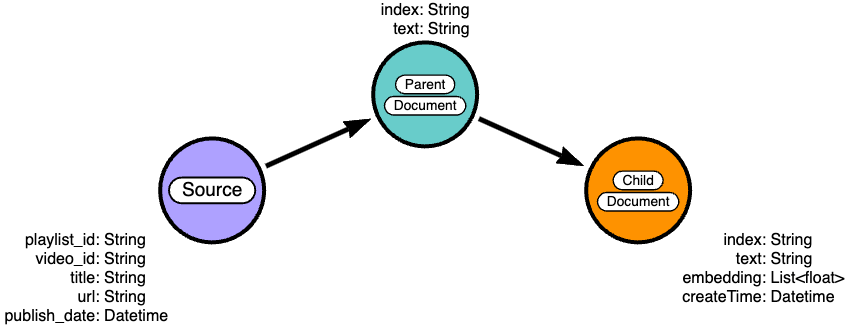 index: String
text: String
Parent
Document
Source
Child
Document
playlist_id: String
video_id: String
title: String
url: String
publish_date: Datetime
index: String
text: String
embedding: List<float>
createTime: Datetime